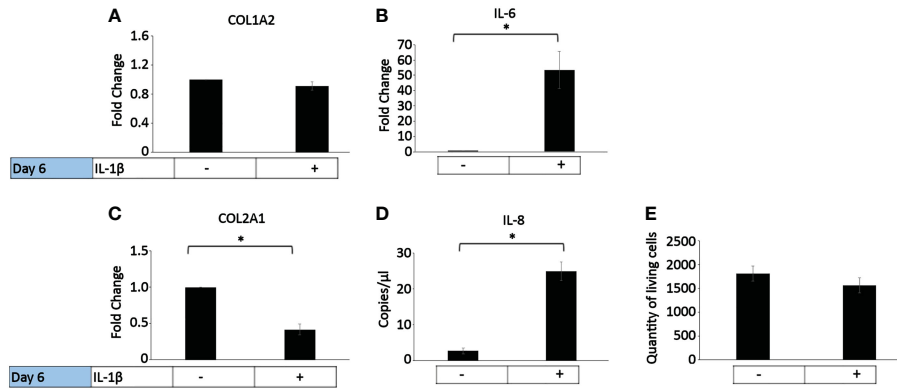 A
COL1A2
Fold Change
1.6
1.2
0.8
0.4
0
Day 6 IL-1β - +
B
IL-6
*
Fold Change
70
60
50
40
30
20
10
0
- +
C
COL2A1
*
Fold Change
1.5
1.0
0.5
0
Day 6 IL-1β - +
D
IL-8
*
Copies/µl
30
20
10
0
- +
E
Quantity of living cells
2500
2000
1500
1000
500
0
- +